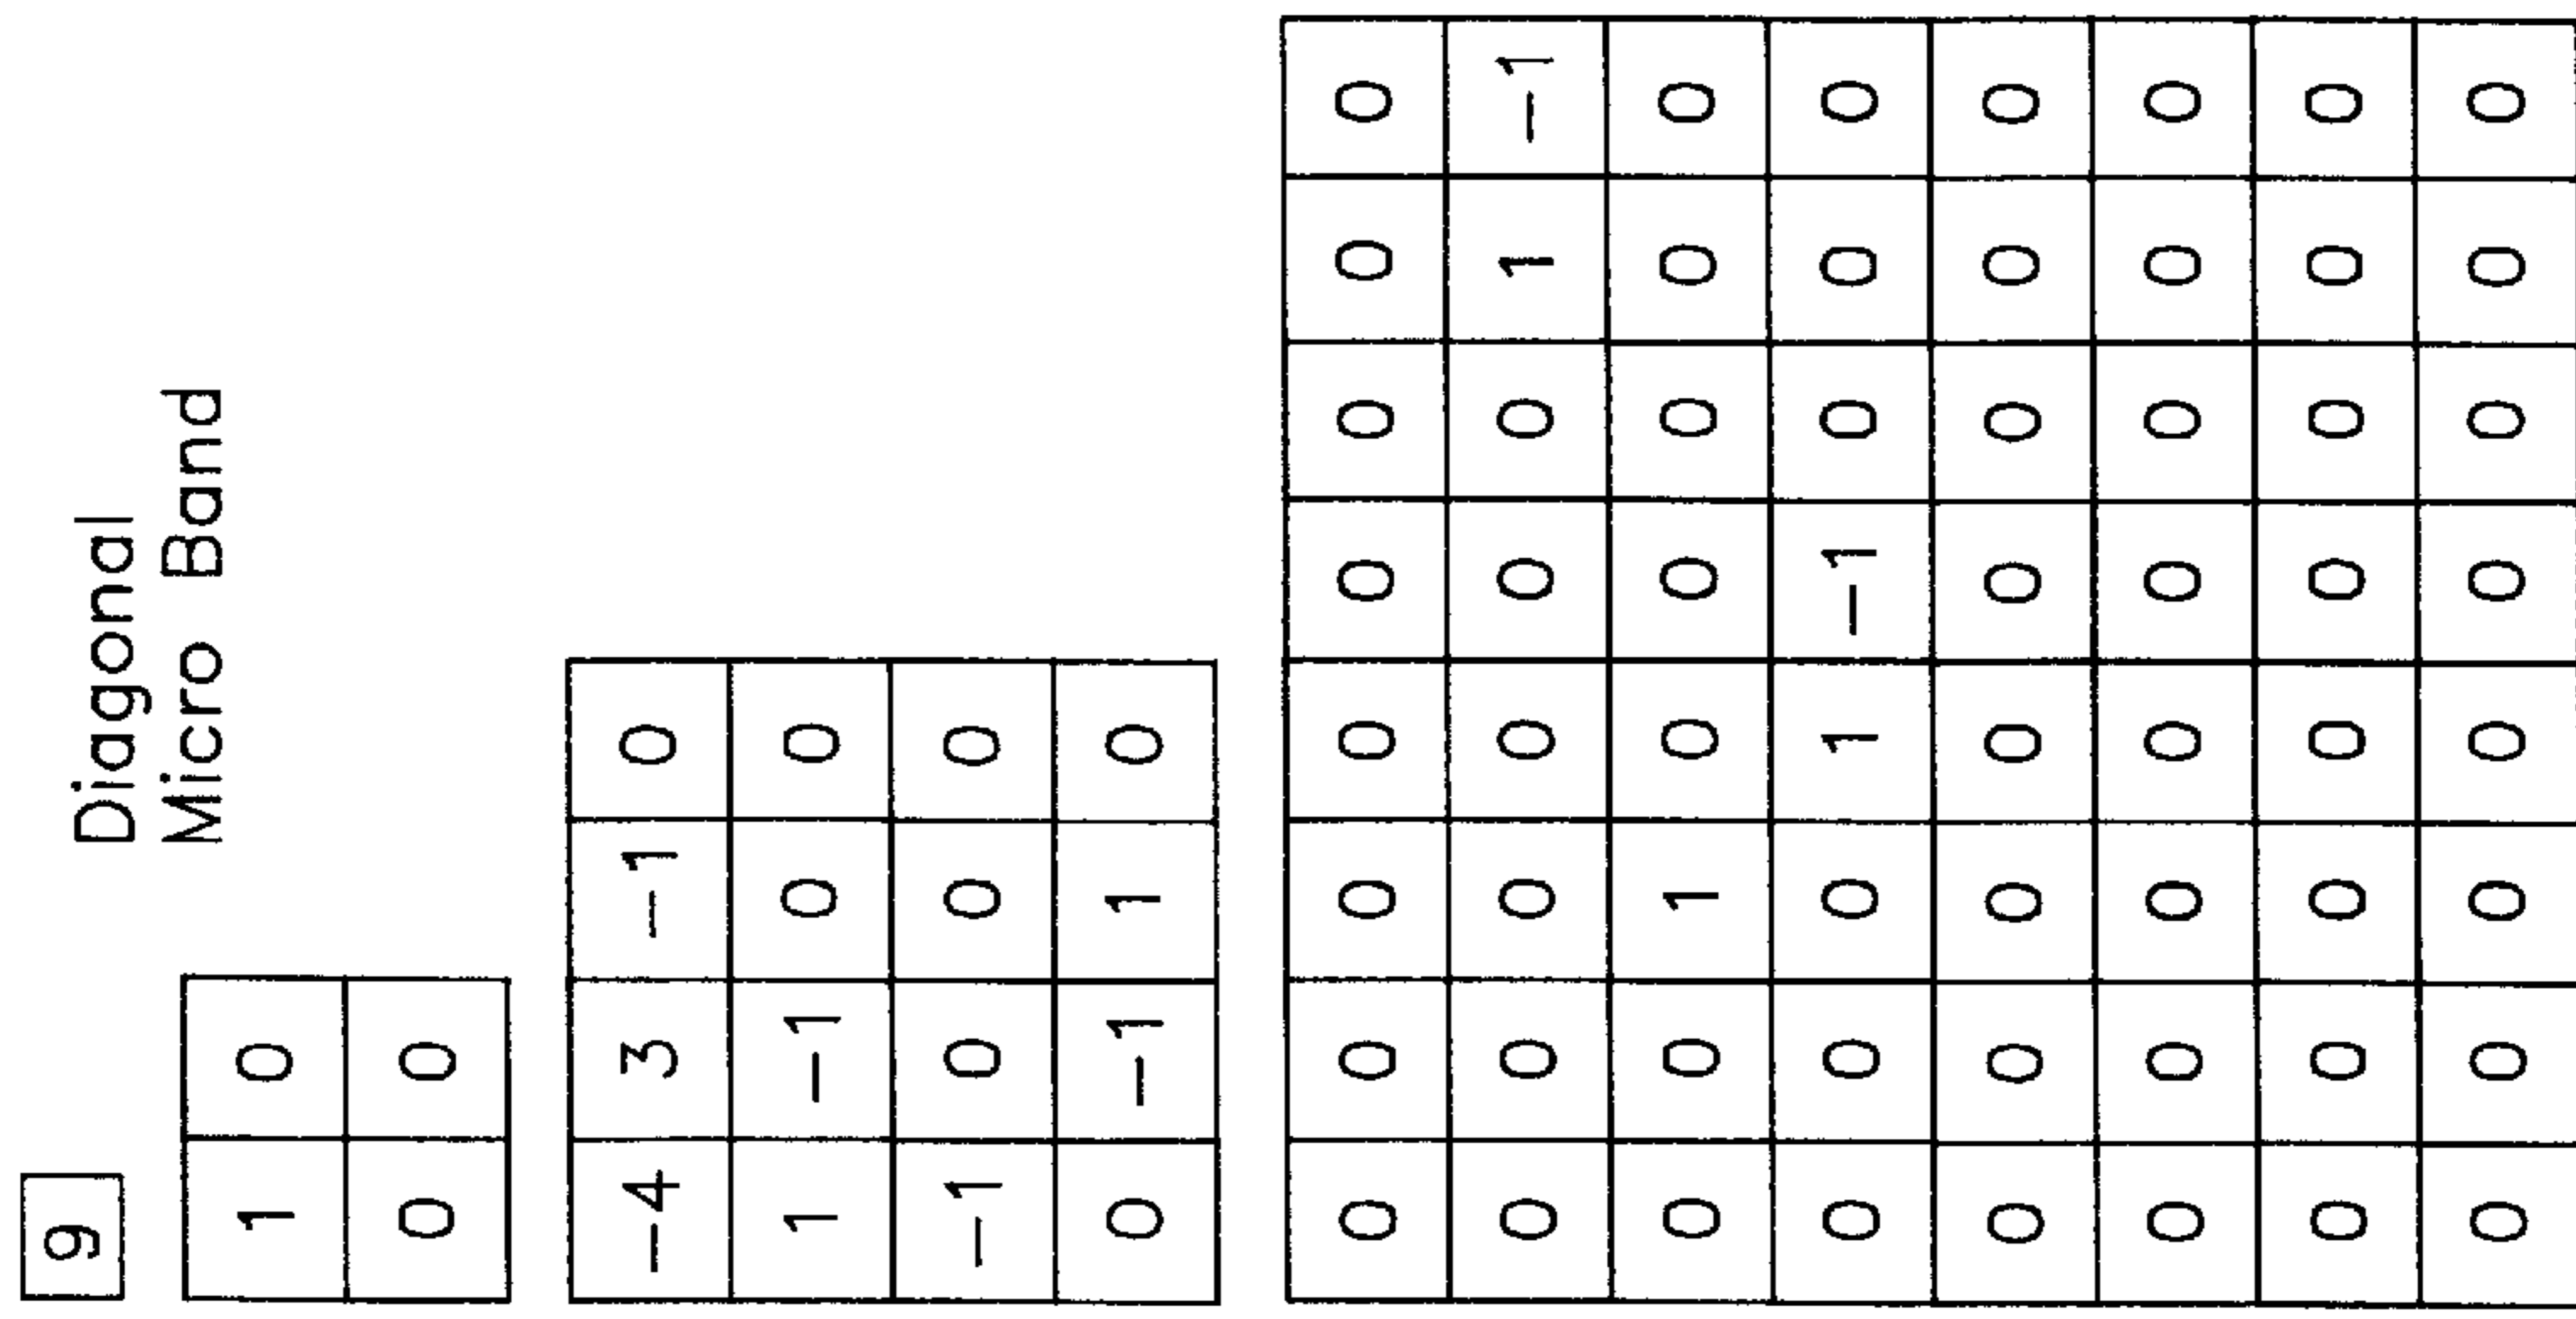 9
Diagonal
Micro Band
1 0
0 0
-4 3 -1 0
1 -1 0 0
-1 0 0 0
0 -1 1 0
0 0 0 0 0 0 0 0
0 0 0 0 0 0 1 -1
0 0 1 0 0 0 0 0
0 0 0 1 -1 0 0 0
0 0 0 0 0 0 0 0
0 0 0 0 0 0 0 0
0 0 0 0 0 0 0 0
0 0 0 0 0 0 0 0